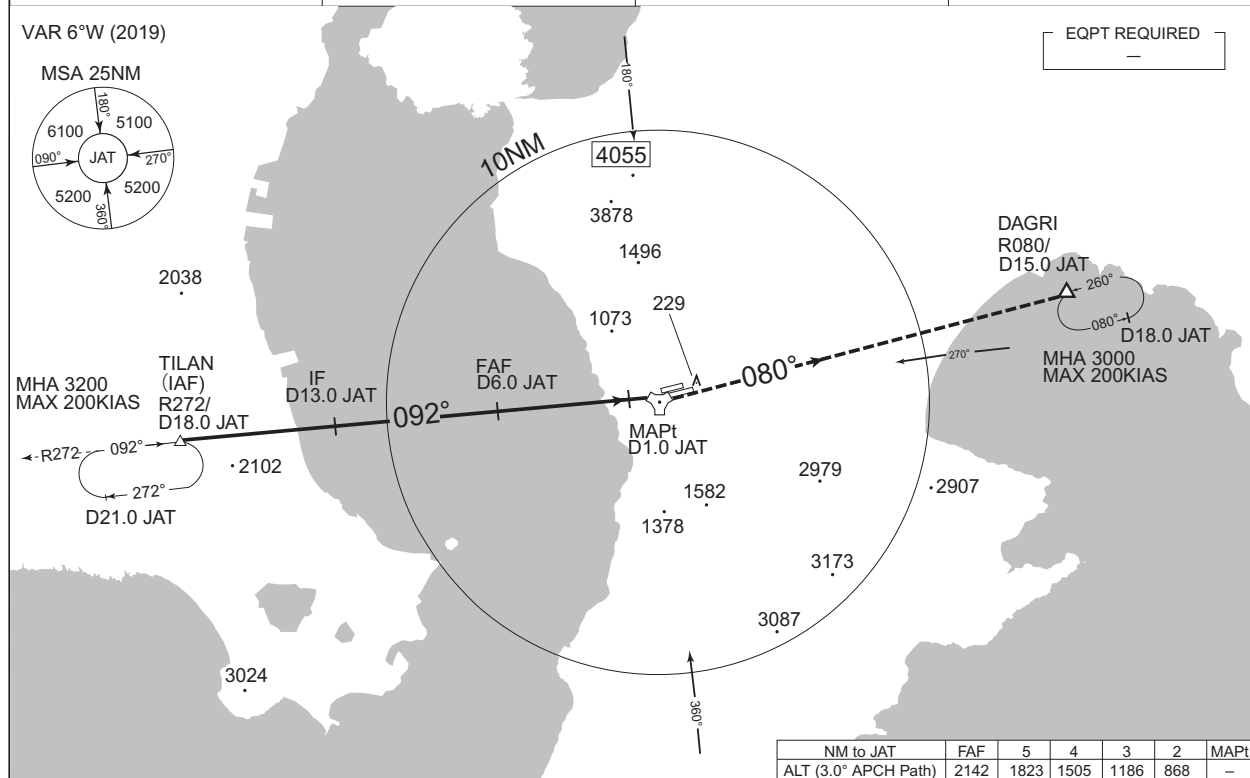 VAR 6°W (2019)
EQPT REQUIRED
–
MSA 25NM
180°
6100
5100
090°
JAT
270°
5200
5200
360°
180°
10NM
4055
3878
1496
2038
229
1073
DAGRI
R080/
D15.0 JAT
260°
080°
D18.0 JAT
MHA 3000
MAX 200KIAS
270°
080°
MHA 3200
MAX 200KIAS
TILAN
(IAF)
R272/
D18.0 JAT
IF
D13.0 JAT
FAF
D6.0 JAT
092°
MAPt
D1.0 JAT
R272
092°
272°
D21.0 JAT
2102
2979
2907
1582
1378
3173
3087
3024
360°
NM to JAT FAF 5 4 3 2 MAPt
ALT (3.0° APCH Path) 2142 1823 1505 1186 868 –